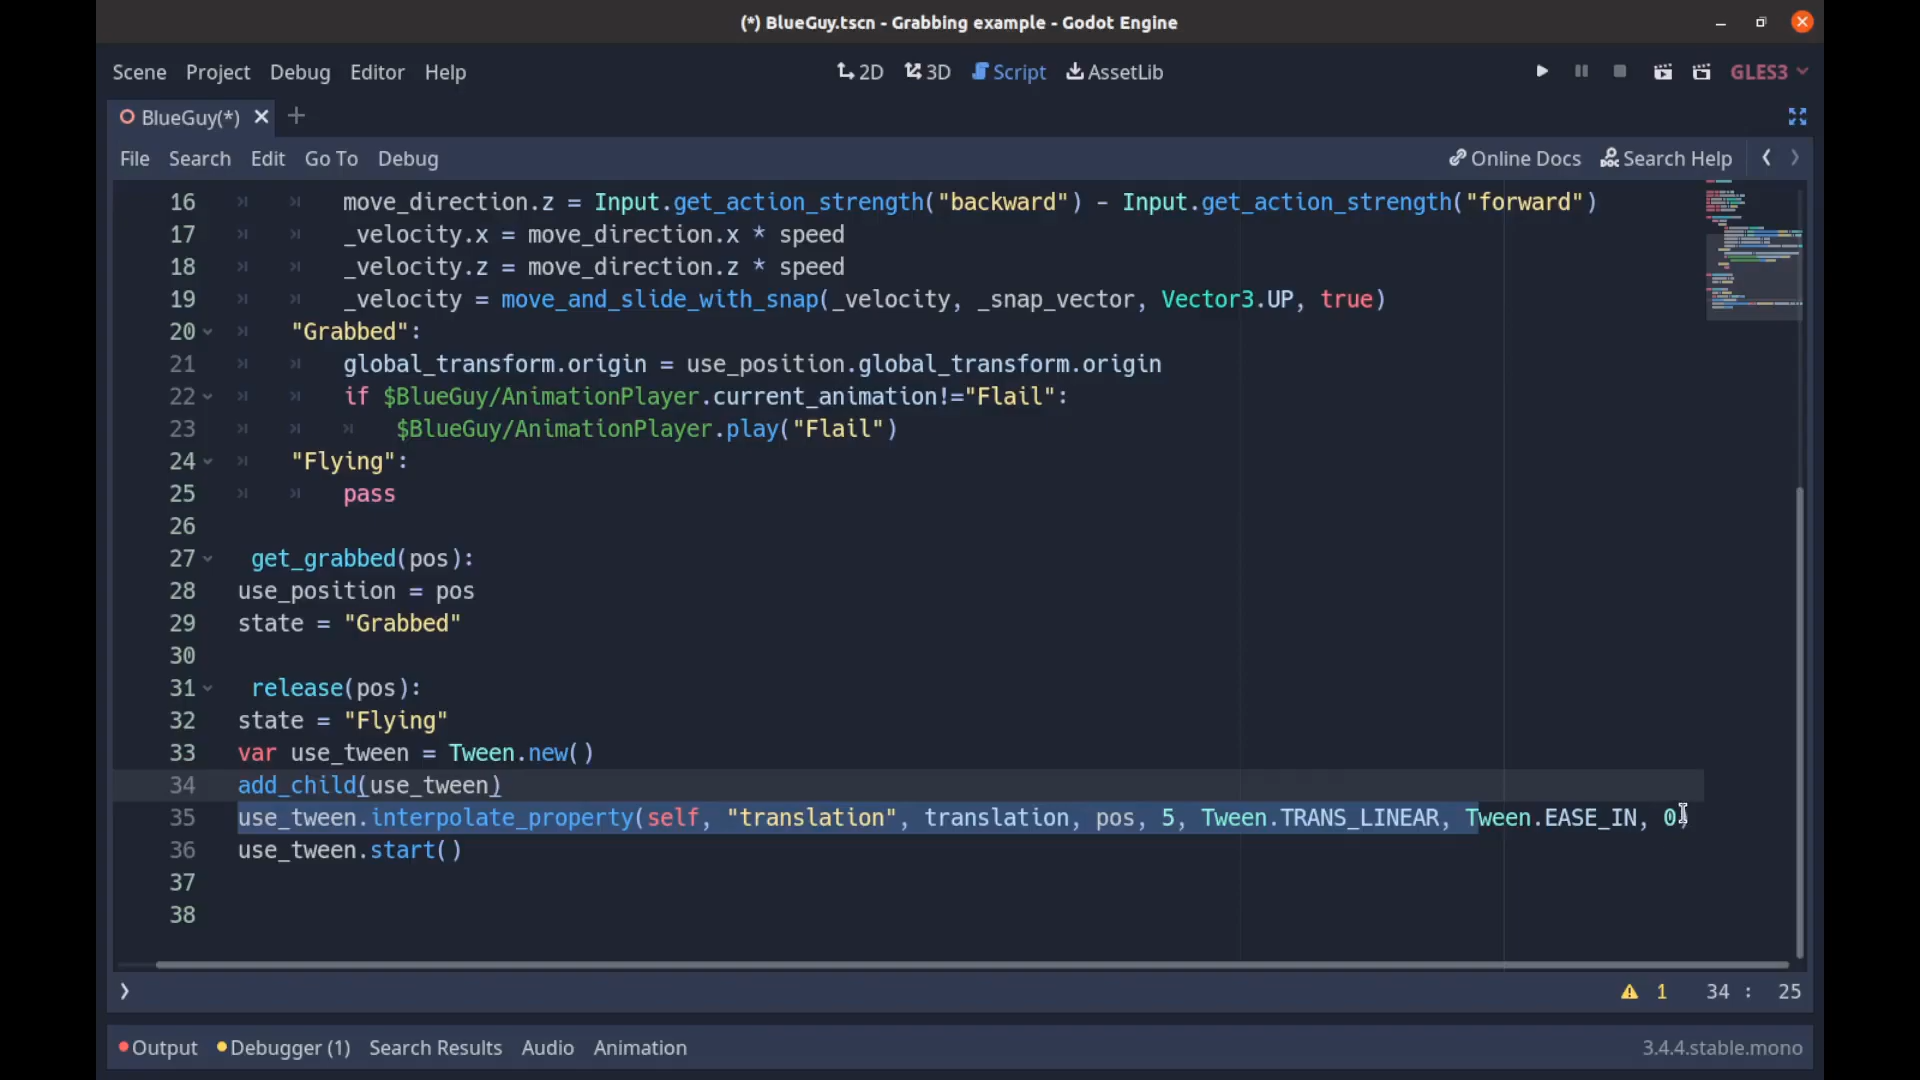 (*) BlueGuy.tscn - Grabbing example - Godot Engine
Scene Project Debug Editor Help 2D 3D Script AssetLib GLES3
BlueGuy(*)
File Search Edit Go To Debug Online Docs Search Help
16 move_direction.z = Input.get_action_strength("backward") - Input.get_action_strength("forward")
17 _velocity.x = move_direction.x * speed
18 _velocity.z = move_direction.z * speed
19 _velocity = move_and_slide_with_snap(_velocity, _snap_vector, Vector3.UP, true)
20 "Grabbed":
21 global_transform.origin = use_position.global_transform.origin
22 if $BlueGuy/AnimationPlayer.current_animation!="Flail":
23 $BlueGuy/AnimationPlayer.play("Flail")
24 "Flying":
25 pass
26
27 get_grabbed(pos):
28 use_position = pos
29 state = "Grabbed"
30
31 release(pos):
32 state = "Flying"
33 var use_tween = Tween.new()
34 add_child(use_tween)
35 use_tween.interpolate_property(self, "translation", translation, pos, 5, Tween.TRANS_LINEAR, Tween.EASE_IN, 0)
36 use_tween.start()
37
38
1 34 : 25
Output Debugger (1) Search Results Audio Animation 3.4.4.stable.mono